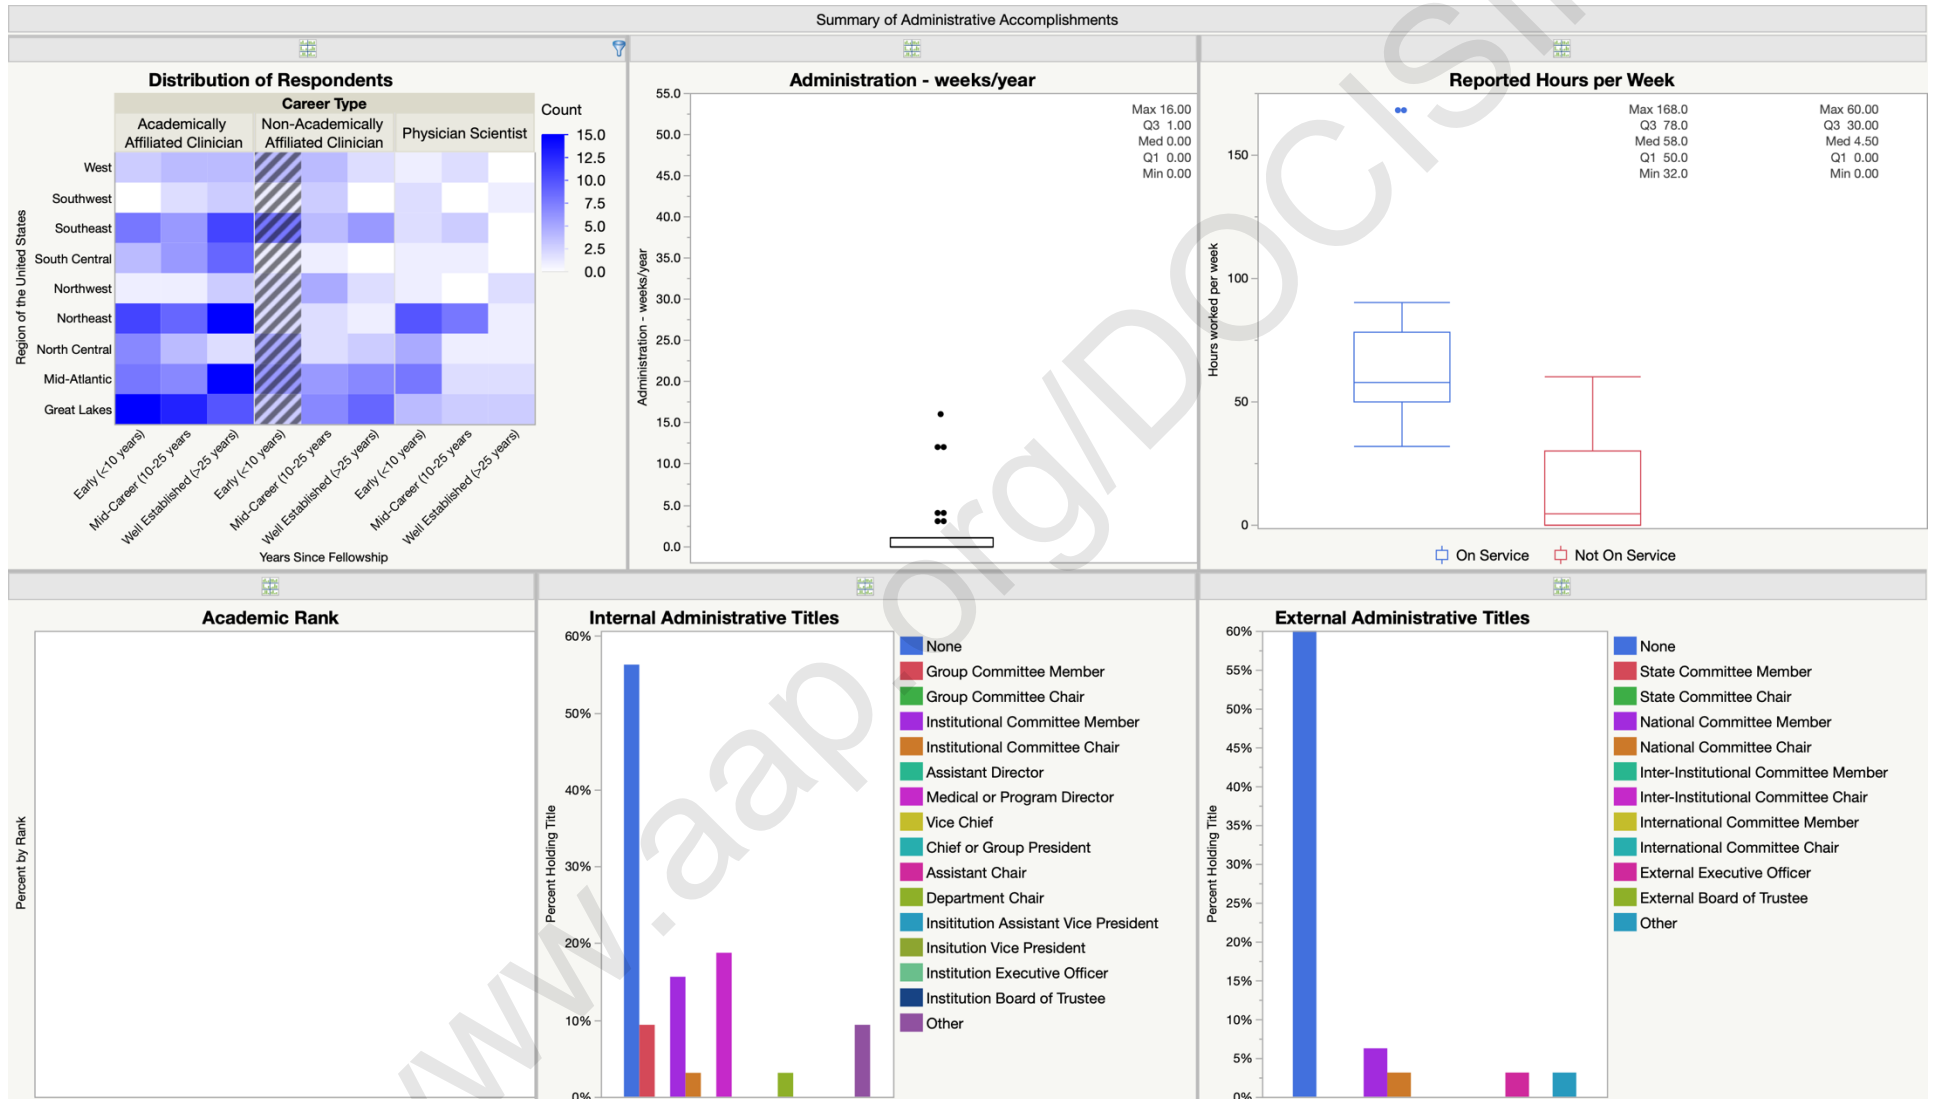 Summary of Administrative Accomplishments
Distribution of Respondents
Career Type
Academically
Affiliated Clinician
Non-Academically
Affiliated Clinician
Physician Scientist
Count
15.0
12.5
10.0
7.5
5.0
2.5
0.0
Region of the United States
West
Southwest
Southeast
South Central
Northwest
Northeast
North Central
Mid-Atlantic
Great Lakes
Early (<10 years)
Mid-Career (10-25 years
Well Established (>25 years)
Early (<10 years)
Mid-Career (10-25 years
Well Established (>25 years)
Early (<10 years)
Mid-Career (10-25 years
Well Established (>25 years)
Years Since Fellowship
Administration - weeks/year
Administration - weeks/year
55.0
50.0
45.0
40.0
35.0
30.0
25.0
20.0
15.0
10.0
5.0
0.0
Max 16.00
Q3 1.00
Med 0.00
Q1 0.00
Min 0.00
Reported Hours per Week
Hours worked per week
150
100
50
0
Max 168.0
Q3 78.0
Med 58.0
Q1 50.0
Min 32.0
Max 60.00
Q3 30.00
Med 4.50
Q1 0.00
Min 0.00
On Service
Not On Service
Academic Rank
Percent by Rank
Internal Administrative Titles
Percent Holding Title
60%
50%
40%
30%
20%
10%
0%
None
Group Committee Member
Group Committee Chair
Institutional Committee Member
Institutional Committee Chair
Assistant Director
Medical or Program Director
Vice Chief
Chief or Group President
Assistant Chair
Department Chair
Insititution Assistant Vice President
Insitution Vice President
Institution Executive Officer
Institution Board of Trustee
Other
External Administrative Titles
Percent Holding Title
60%
55%
50%
45%
40%
35%
30%
25%
20%
15%
10%
5%
0%
None
State Committee Member
State Committee Chair
National Committee Member
National Committee Chair
Inter-Institutional Committee Member
Inter-Institutional Committee Chair
International Committee Member
International Committee Chair
External Executive Officer
External Board of Trustee
Other
www.aap.org/DOCISI